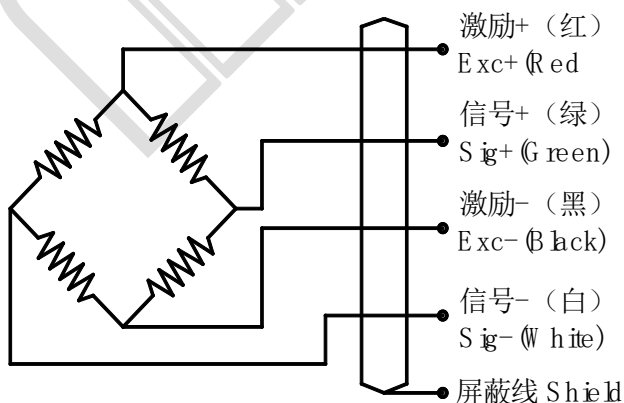 激励+（红）
Exc+(Red
信号+（绿）
Sig+(Green)
激励-（黑）
Exc-(Black)
信号-（白）
Sig-(White)
屏蔽线 Shield